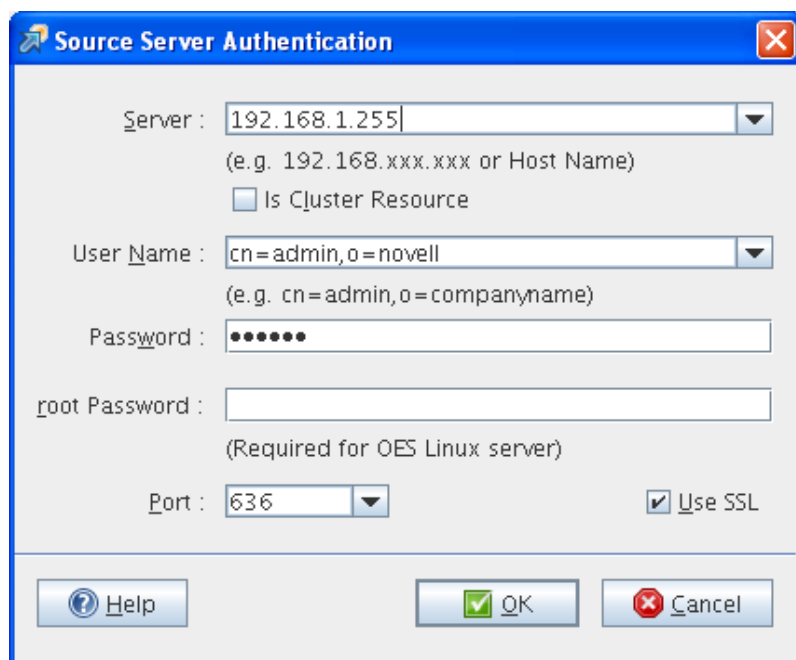 Source Server Authentication
Server : 192.168.1.255
(e.g. 192.168.xxx.xxx or Host Name)
Is Cluster Resource
User Name : cn=admin,o=novell
(e.g. cn=admin,o=companyname)
Password : ••••••
root Password :
(Required for OES Linux server)
Port : 636 Use SSL
Help OK Cancel